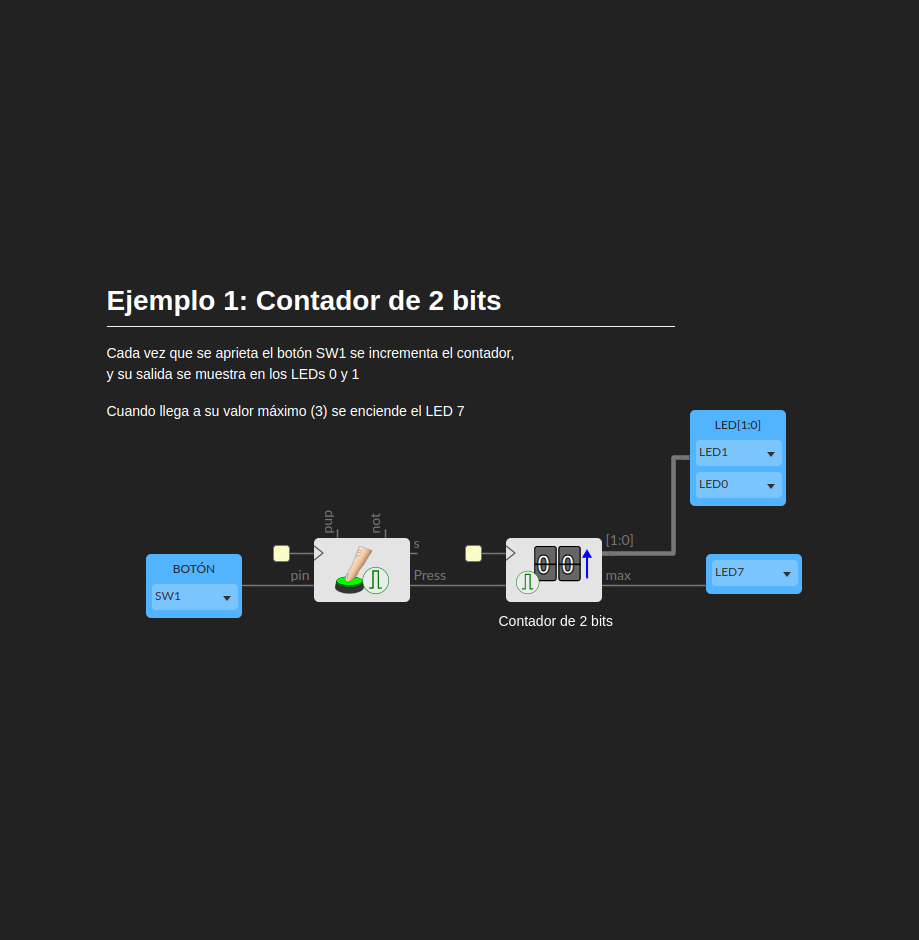 Ejemplo 1: Contador de 2 bits
Cada vez que se aprieta el botón SW1 se incrementa el contador,
y su salida se muestra en los LEDs 0 y 1
Cuando llega a su valor máximo (3) se enciende el LED 7
LED[1:0]
LED1
LED0
pup
not
s
[1:0]
BOTÓN
SW1
pin
Press
0 0
max
LED7
Contador de 2 bits